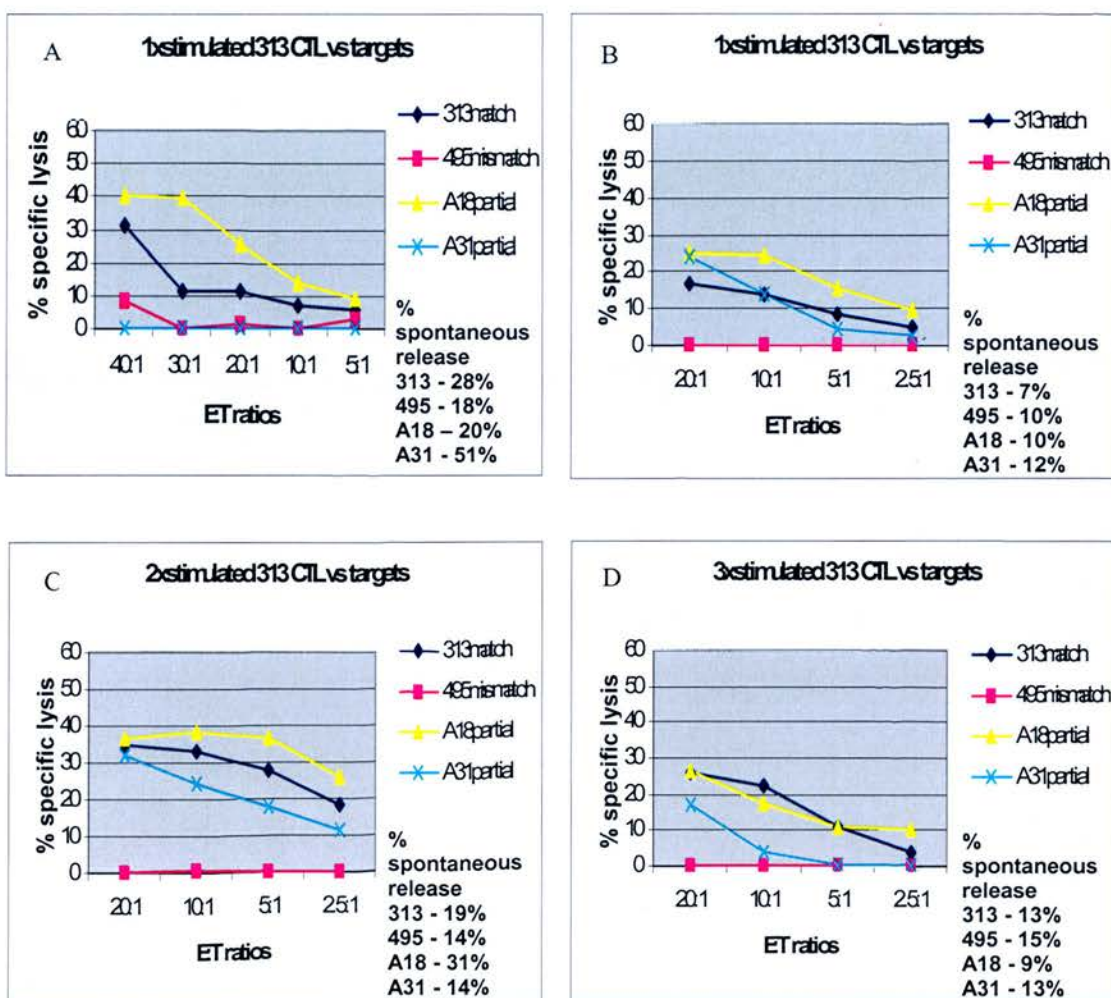 A
1xstimulated 313 CTL vs targets
% specific lysis
60
50
40
30
20
10
0
40:1
30:1
20:1
10:1
5:1
E:T ratios
313 match
495 mismatch
A18 partial
A31 partial
%
spontaneous
release
313 - 28%
495 - 18%
A18 – 20%
A31 - 51%
B
1xstimulated 313 CTL vs targets
% specific lysis
60
50
40
30
20
10
0
20:1
10:1
5:1
2.5:1
E:T ratios
313 match
495 mismatch
A18 partial
A31 partial
%
spontaneous
release
313 - 7%
495 - 10%
A18 - 10%
A31 - 12%
C
2xstimulated 313 CTL vs targets
% specific lysis
60
50
40
30
20
10
0
20:1
10:1
5:1
2.5:1
E:T ratios
313 match
495 mismatch
A18 partial
A31 partial
%
spontaneous
release
313 - 19%
495 - 14%
A18 - 31%
A31 - 14%
D
3xstimulated 313 CTL vs targets
% specific lysis
60
50
40
30
20
10
0
20:1
10:1
5:1
2.5:1
E:T ratios
313 match
495 mismatch
A18 partial
A31 partial
%
spontaneous
release
313 - 13%
495 - 15%
A18 - 9%
A31 - 13%